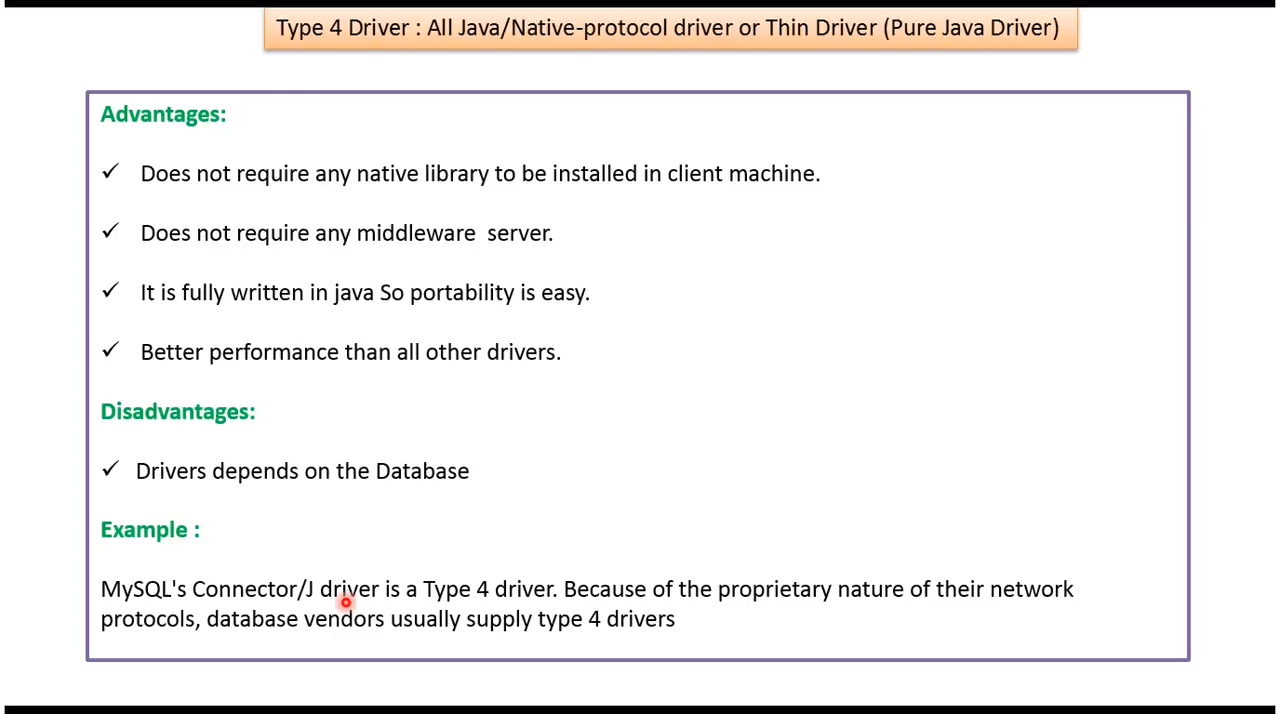 Type 4 Driver : All Java/Native-protocol driver or Thin Driver (Pure Java Driver)
Advantages:
✓ Does not require any native library to be installed in client machine.
✓ Does not require any middleware  server.
✓ It is fully written in java So portability is easy.
✓ Better performance than all other drivers.
Disadvantages:
✓ Drivers depends on the Database
Example :
MySQL's Connector/J driver is a Type 4 driver. Because of the proprietary nature of their network
protocols, database vendors usually supply type 4 drivers